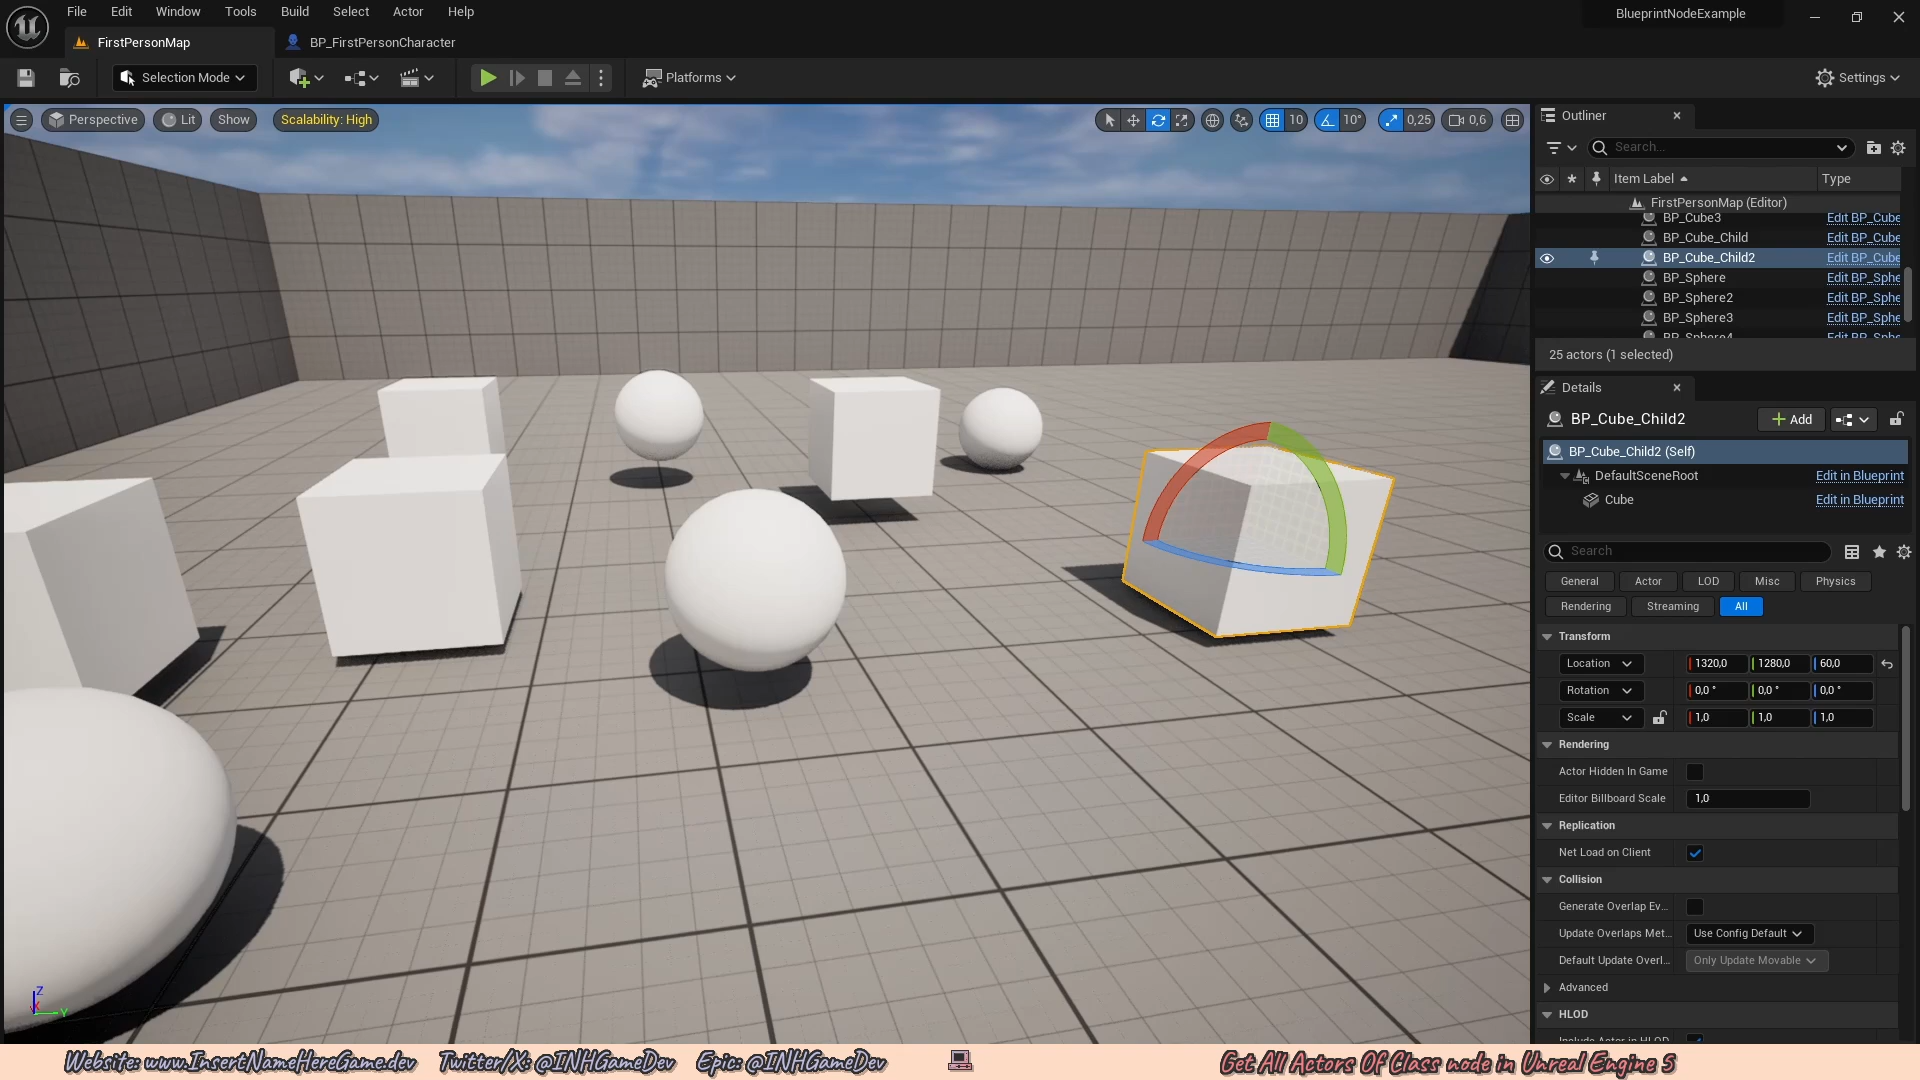 File Edit Window Tools Build Select Actor Help
BlueprintNodeExample
FirstPersonMap
BP_FirstPersonCharacter
Selection Mode
Platforms
Settings
Perspective
Lit
Show
Scalability: High
10
10°
0,25
0,6
Outliner
Search...
Item Label
Type
FirstPersonMap (Editor)
BP_Cube3 Edit BP_Cube
BP_Cube_Child Edit BP_Cube
BP_Cube_Child2 Edit BP_Cube
BP_Sphere Edit BP_Sphe
BP_Sphere2 Edit BP_Sphe
BP_Sphere3 Edit BP_Sphe
BP_Sphere4 Edit BP_Sphe
25 actors (1 selected)
Details
BP_Cube_Child2
Add
BP_Cube_Child2 (Self)
DefaultSceneRoot Edit in Blueprint
Cube Edit in Blueprint
Search
General Actor LOD Misc Physics
Rendering Streaming All
Transform
Location 1320,0 1280,0 60,0
Rotation 0,0 ° 0,0 ° 0,0 °
Scale 1,0 1,0 1,0
Rendering
Actor Hidden In Game
Editor Billboard Scale 1,0
Replication
Net Load on Client
Collision
Generate Overlap Ev...
Update Overlaps Met... Use Config Default
Default Update Overl... Only Update Movable
Advanced
HLOD
Include Actor in HLOD
Z
X
Y
Website: www.InsertNameHereGame.dev Twitter/X: @INHGameDev Epic: @INHGameDev
Get All Actors Of Class node in Unreal Engine 5